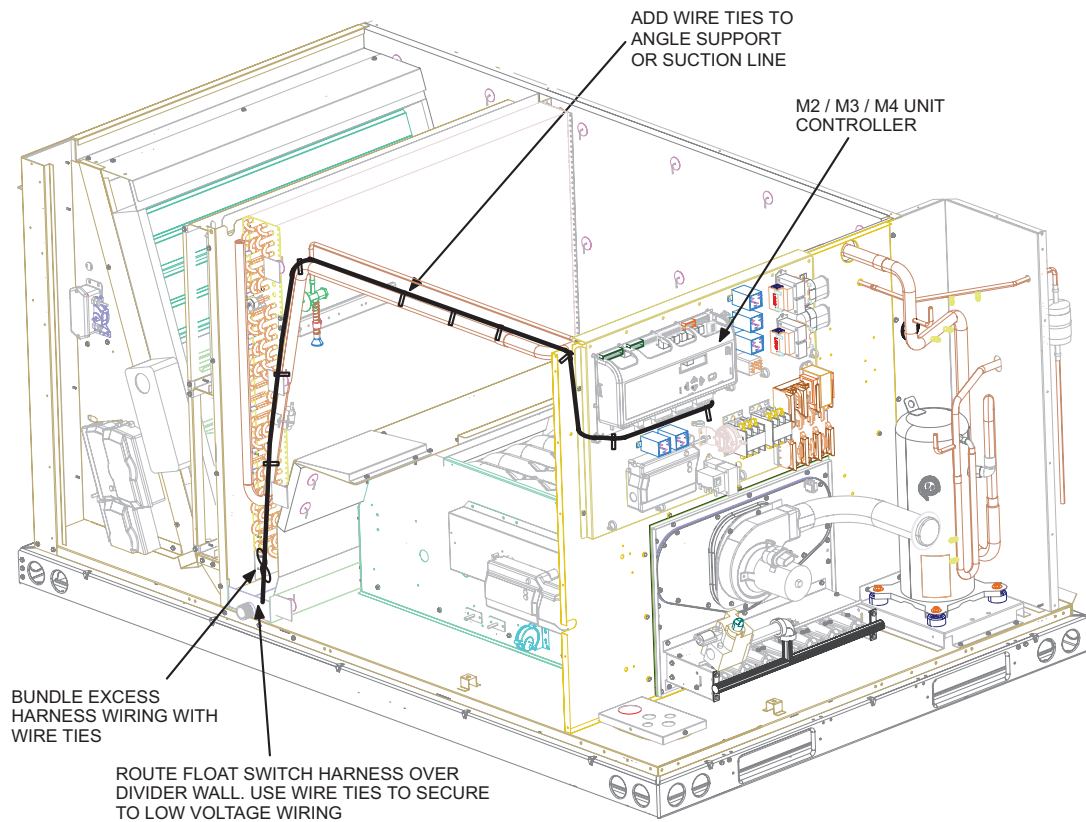 ADD WIRE TIES TO
ANGLE SUPPORT
OR SUCTION LINE
M2 / M3 / M4 UNIT
CONTROLLER
BUNDLE EXCESS
HARNESS WIRING WITH
WIRE TIES
ROUTE FLOAT SWITCH HARNESS OVER
DIVIDER WALL. USE WIRE TIES TO SECURE
TO LOW VOLTAGE WIRING